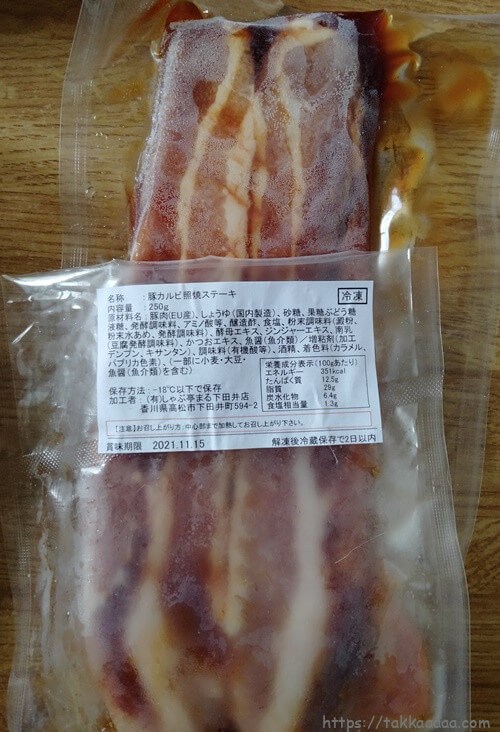 名称 : 豚カルビ照焼ステーキ
冷凍
内容量 : 250g
原材料名 : 豚肉(EU産)、しょうゆ(国内製造)、砂糖、果糖ぶどう糖
液糖、発酵調味料、アミノ酸等、醸造酢、食塩、粉末調味料(澱粉、
粉末水あめ、発酵調味料)、酵母エキス、ジンジャーエキス、南乳
(豆腐発酵調味料)、かつおエキス、魚醤(魚介類)/増粘剤(加工
デンプン、キサンタン)、調味料(有機酸等)、酒精、着色料(カラメル、
パプリカ色素)、(一部に小麦・大豆・
豚肉・魚醤(魚介類)を含む)
保存方法 : -18℃以下で保存
加工者 : (有)しゃぶ亭まる下田井店
香川県高松市下田井町594-2
栄養成分表示(100gあたり)
エネルギー 351kcal
たんぱく質 12.5g
脂質 29g
炭水化物 6.4g
食塩相当量 1.3g
【注意】お召し上がり方:中心部まで加熱してお召し上がり下さい。
賞味期限 2021.11.15 解凍後冷蔵保存で2日以内
https://takkaaaaa.com